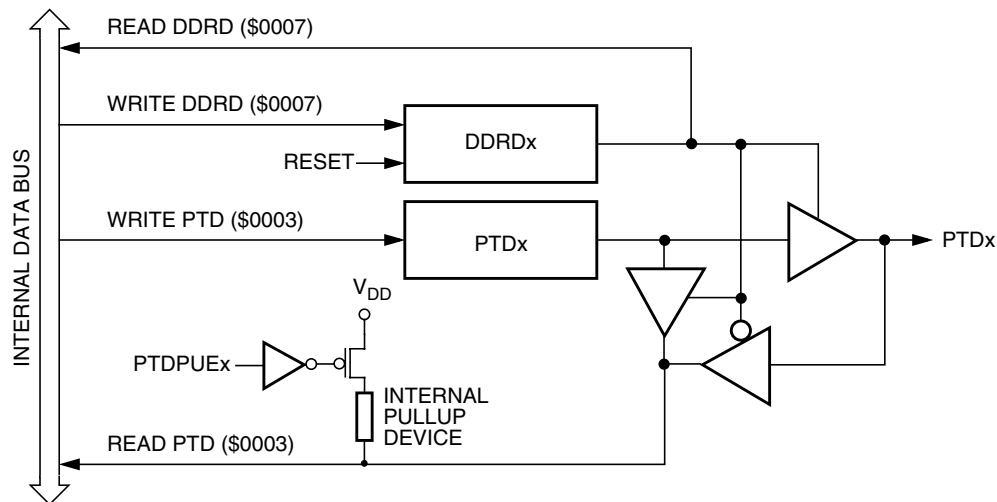 READ DDRD ($0007)
WRITE DDRD ($0007)
DDRDx
RESET
WRITE PTD ($0003)
PTDx
PTDx
VDD
PTDPUEx
INTERNAL
PULLUP
DEVICE
READ PTD ($0003)
INTERNAL DATA BUS